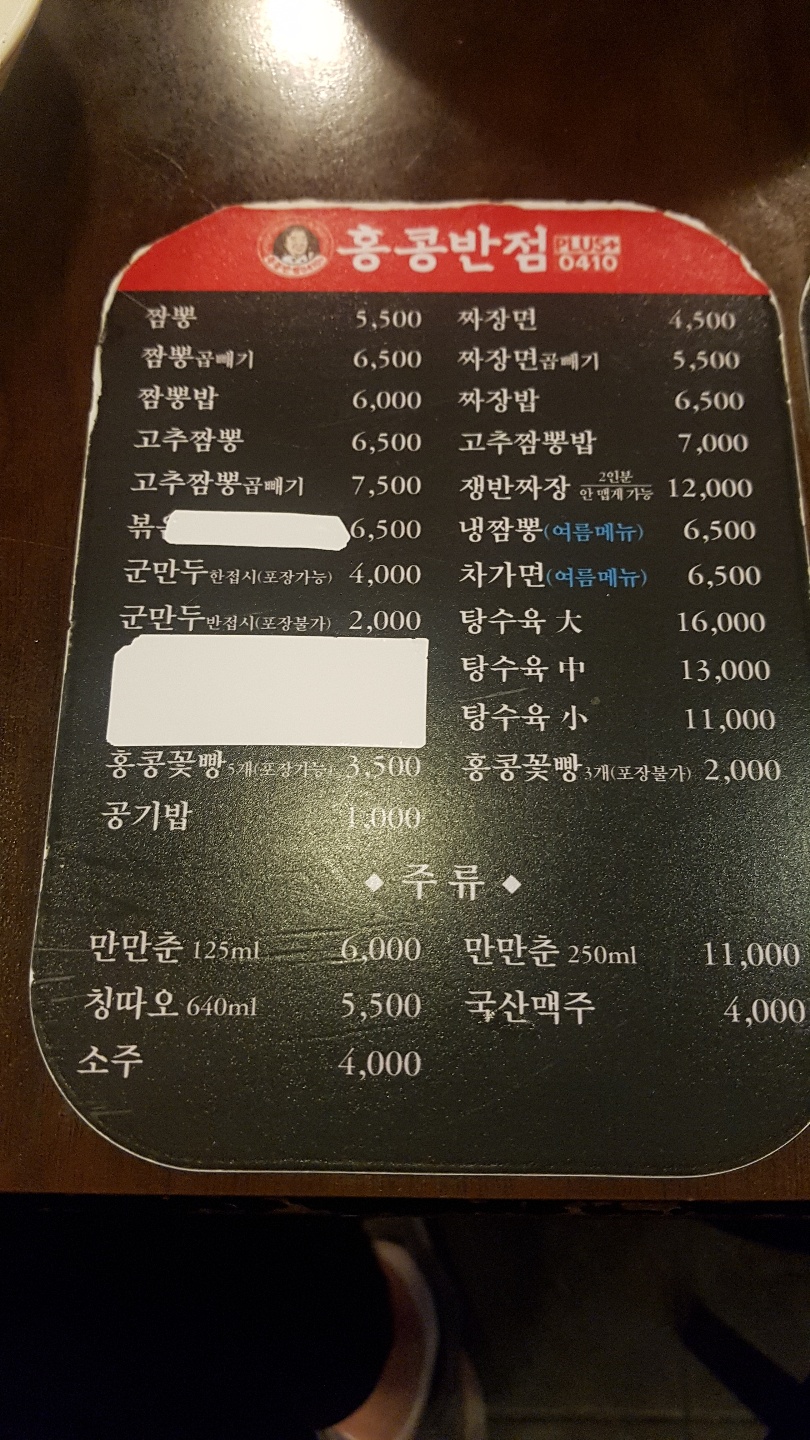 홍콩반점 PLUS+ 0410
짬뽕 5,500 짜장면 4,500
짬뽕곱빼기 6,500 짜장면곱빼기 5,500
짬뽕밥 6,000 짜장밥 6,500
고추짬뽕 6,500 고추짬뽕밥 7,000
고추짬뽕곱빼기 7,500 쟁반짜장 2인분 안 맵게 가능 12,000
6,500 냉짬뽕(여름메뉴) 6,500
군만두한접시(포장가능) 4,000 차가면(여름메뉴) 6,500
군만두반접시(포장불가) 2,000 탕수육 大 16,000
탕수육 中 13,000
탕수육 小 11,000
홍콩꽃빵5개(포장가능) 3,500 홍콩꽃빵3개(포장불가) 2,000
공기밥 1,000
◆ 주류 ◆
만만춘 125ml 6,000 만만춘 250ml 11,000
칭따오 640ml 5,500 국산맥주 4,000
소주 4,000